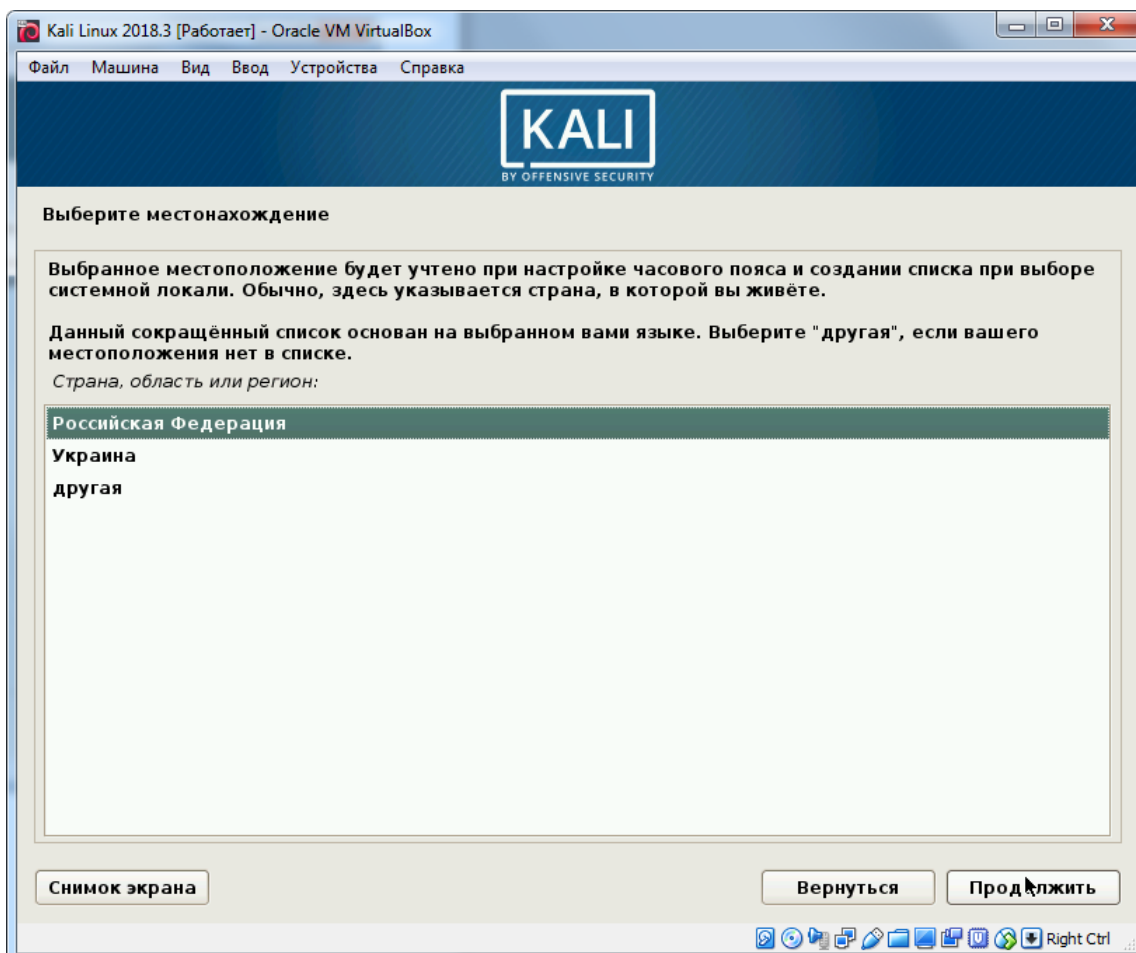 Kali Linux 2018.3 [Работает] - Oracle VM VirtualBox
Файл Машина Вид Ввод Устройства Справка
KALI
BY OFFENSIVE SECURITY
Выберите местонахождение
Выбранное местоположение будет учтено при настройке часового пояса и создании списка при выборе
системной локали. Обычно, здесь указывается страна, в которой вы живёте.
Данный сокращённый список основан на выбранном вами языке. Выберите "другая", если вашего
местоположения нет в списке.
Страна, область или регион:
Российская Федерация
Украина
другая
Снимок экрана Вернуться Продолжить
Right Ctrl